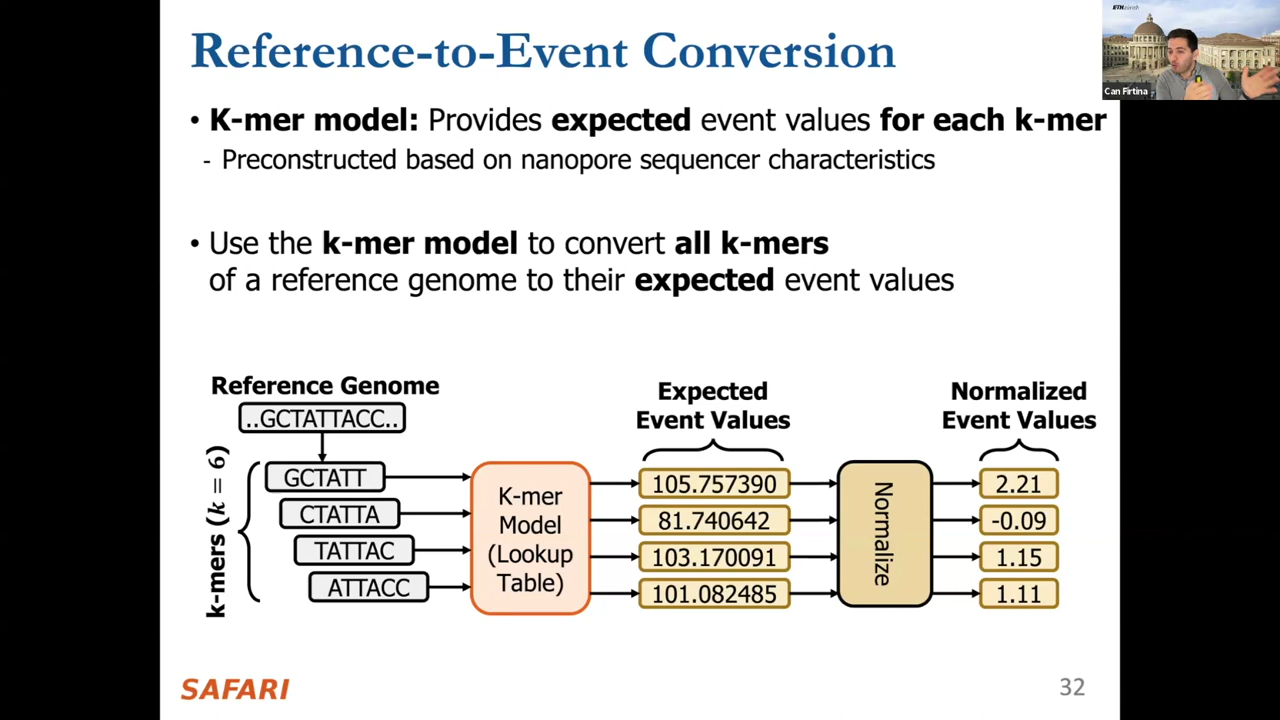 Reference-to-Event Conversion
ETH zürich
Can Firtina
• K-mer model: Provides expected event values for each k-mer
- Preconstructed based on nanopore sequencer characteristics
• Use the k-mer model to convert all k-mers
of a reference genome to their expected event values
Reference Genome
..GCTATTACC..
k-mers (k = 6)
GCTATT
CTATTA
TATTAC
ATTACC
K-mer
Model
(Lookup
Table)
Expected
Event Values
105.757390
81.740642
103.170091
101.082485
Normalize
Normalized
Event Values
2.21
-0.09
1.15
1.11
SAFARI
32